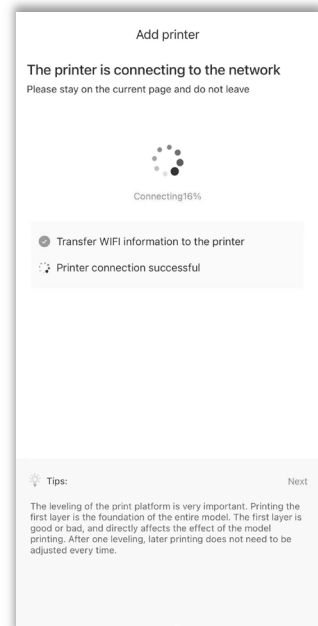 Add printer
The printer is connecting to the network
Please stay on the current page and do not leave
Connecting16%
Transfer WIFI information to the printer
Printer connection successful
Tips:
Next
The leveling of the print platform is very important. Printing the
first layer is the foundation of the entire model. The first layer is
good or bad, and directly affects the effect of the model
printing. After one leveling, later printing does not need to be
adjusted every time.